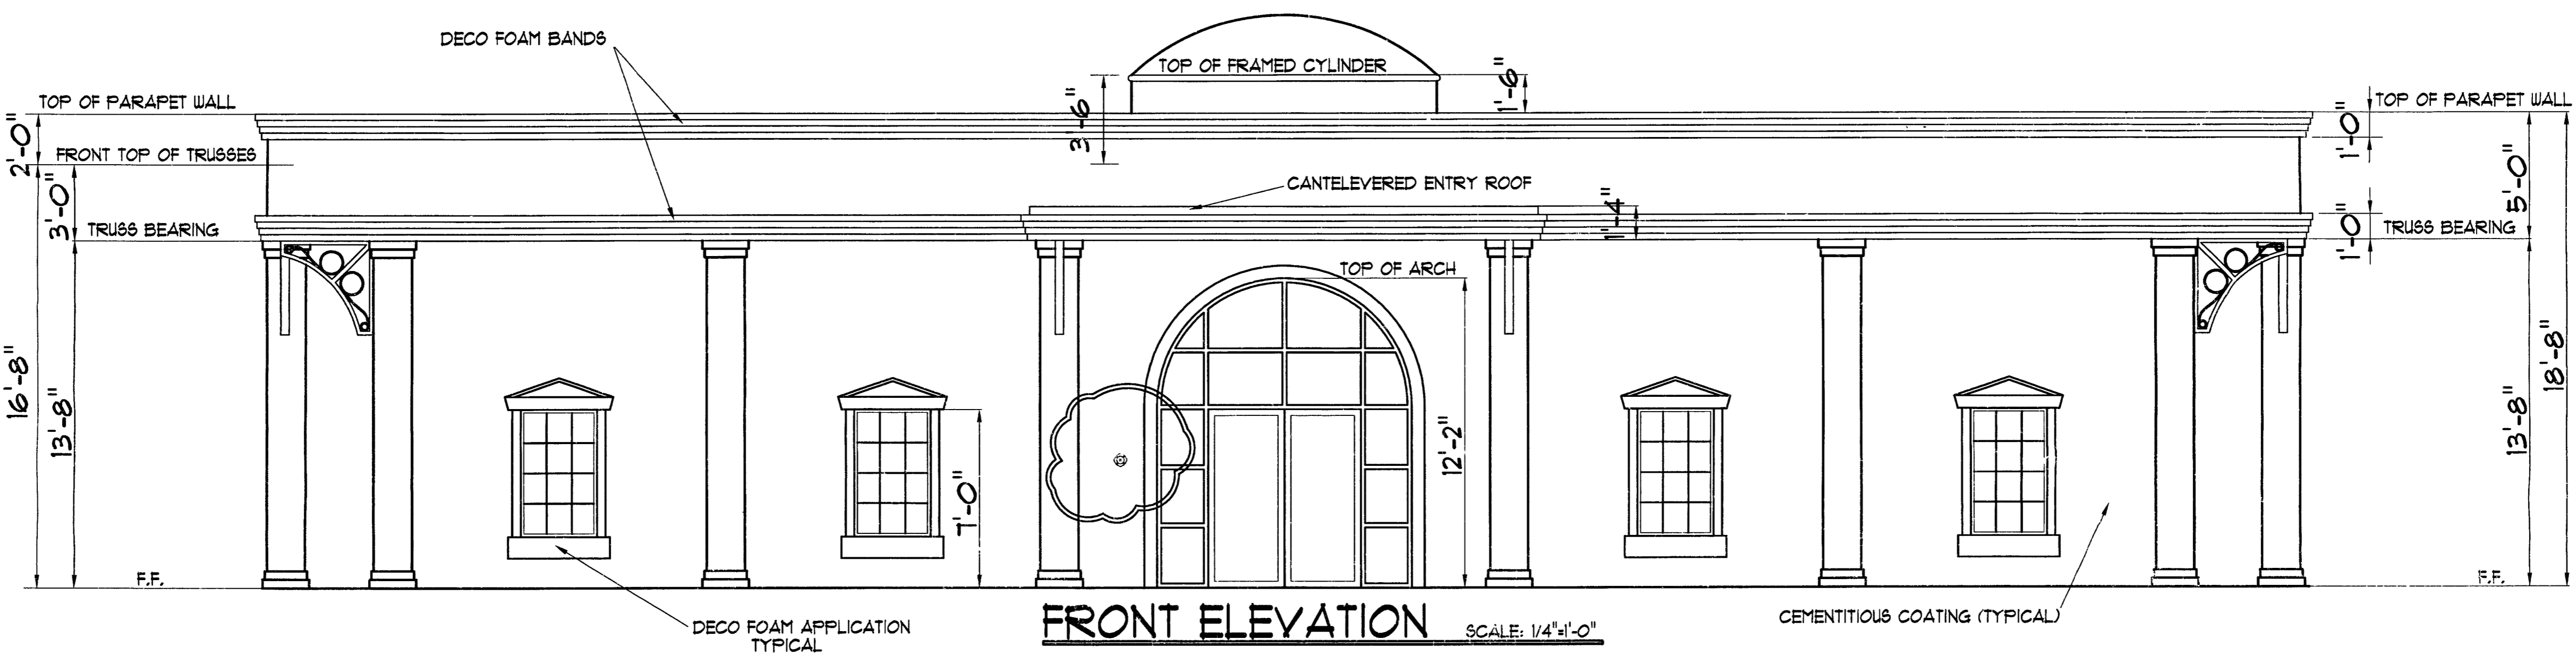 DECO FOAM BANDS
TOP OF FRAMED CYLINDER
1'-6"
3'-6"
TOP OF PARAPET WALL
TOP OF PARAPET WALL
2'-0"
1'-0"
FRONT TOP OF TRUSSES
3'-0"
5'-0"
CANTELEVERED ENTRY ROOF
1'-4"
1'-0"
TRUSS BEARING
TRUSS BEARING
TOP OF ARCH
16'-8"
13'-8"
12'-2"
7'-0"
13'-8"
18'-8"
F.F.
F.F.
DECO FOAM APPLICATION
TYPICAL
FRONT ELEVATION
SCALE: 1/4"=1'-0"
CEMENTITIOUS COATING (TYPICAL)